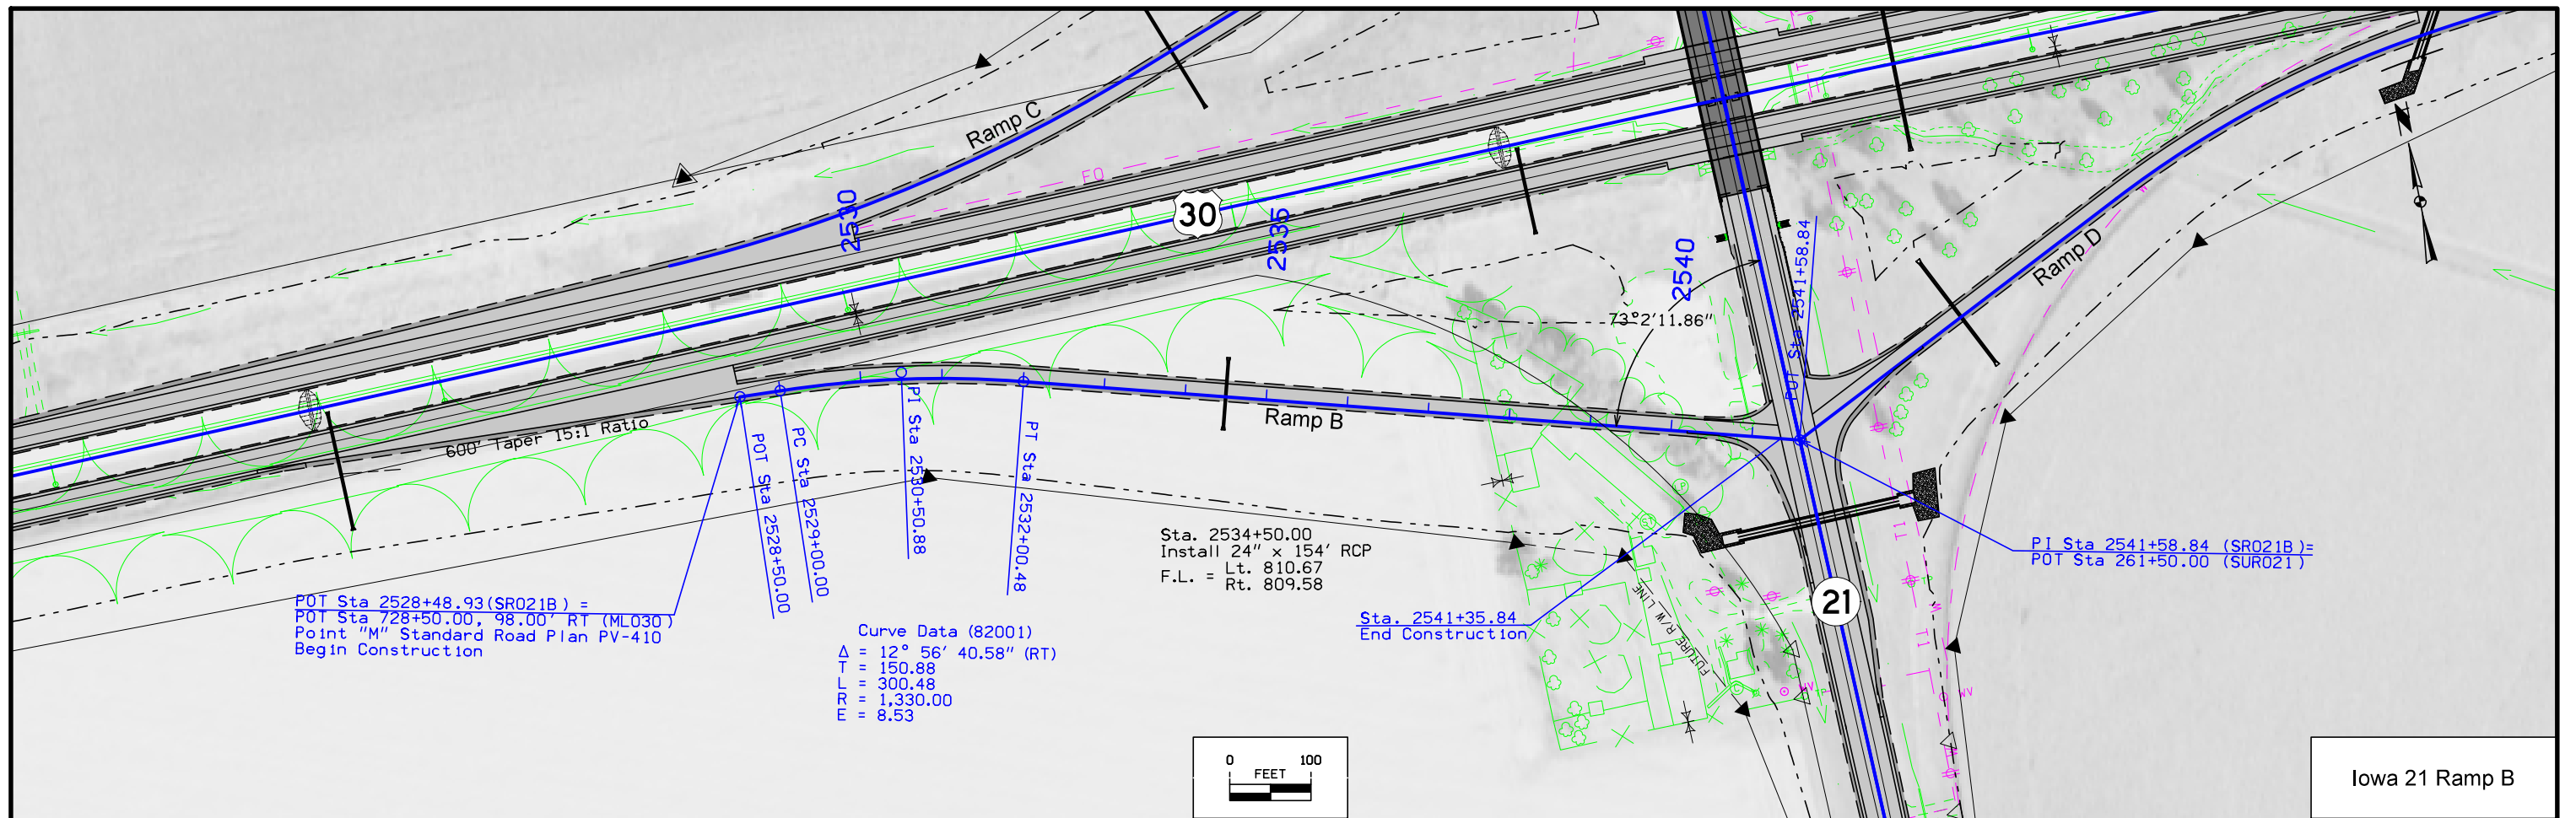 Ramp C
FO
30
2530
2535
2540
POT Sta 2541+58.84
73°2'11.86"
Ramp D
Ramp B
600' Taper 15:1 Ratio
POT Sta 2528+50.00
PC Sta 2529+00.00
PI Sta 2530+50.88
PT Sta 2532+00.48
Sta. 2534+50.00
Install 24" x 154' RCP
F.L. = Lt. 810.67
Rt. 809.58
PI Sta 2541+58.84 (SR021B)=
POT Sta 261+50.00 (SUR021)
POT Sta 2528+48.93(SR021B) =
POT Sta 728+50.00, 98.00' RT (ML030)
Point "M" Standard Road Plan PV-410
Begin Construction
Sta. 2541+35.84
End Construction
21
FUTURE R/W LINE
Curve Data (82001)
Δ = 12° 56' 40.58" (RT)
T = 150.88
L = 300.48
R = 1,330.00
E = 8.53
T1
W
T1
WV
WV
0 100
FEET
Iowa 21 Ramp B